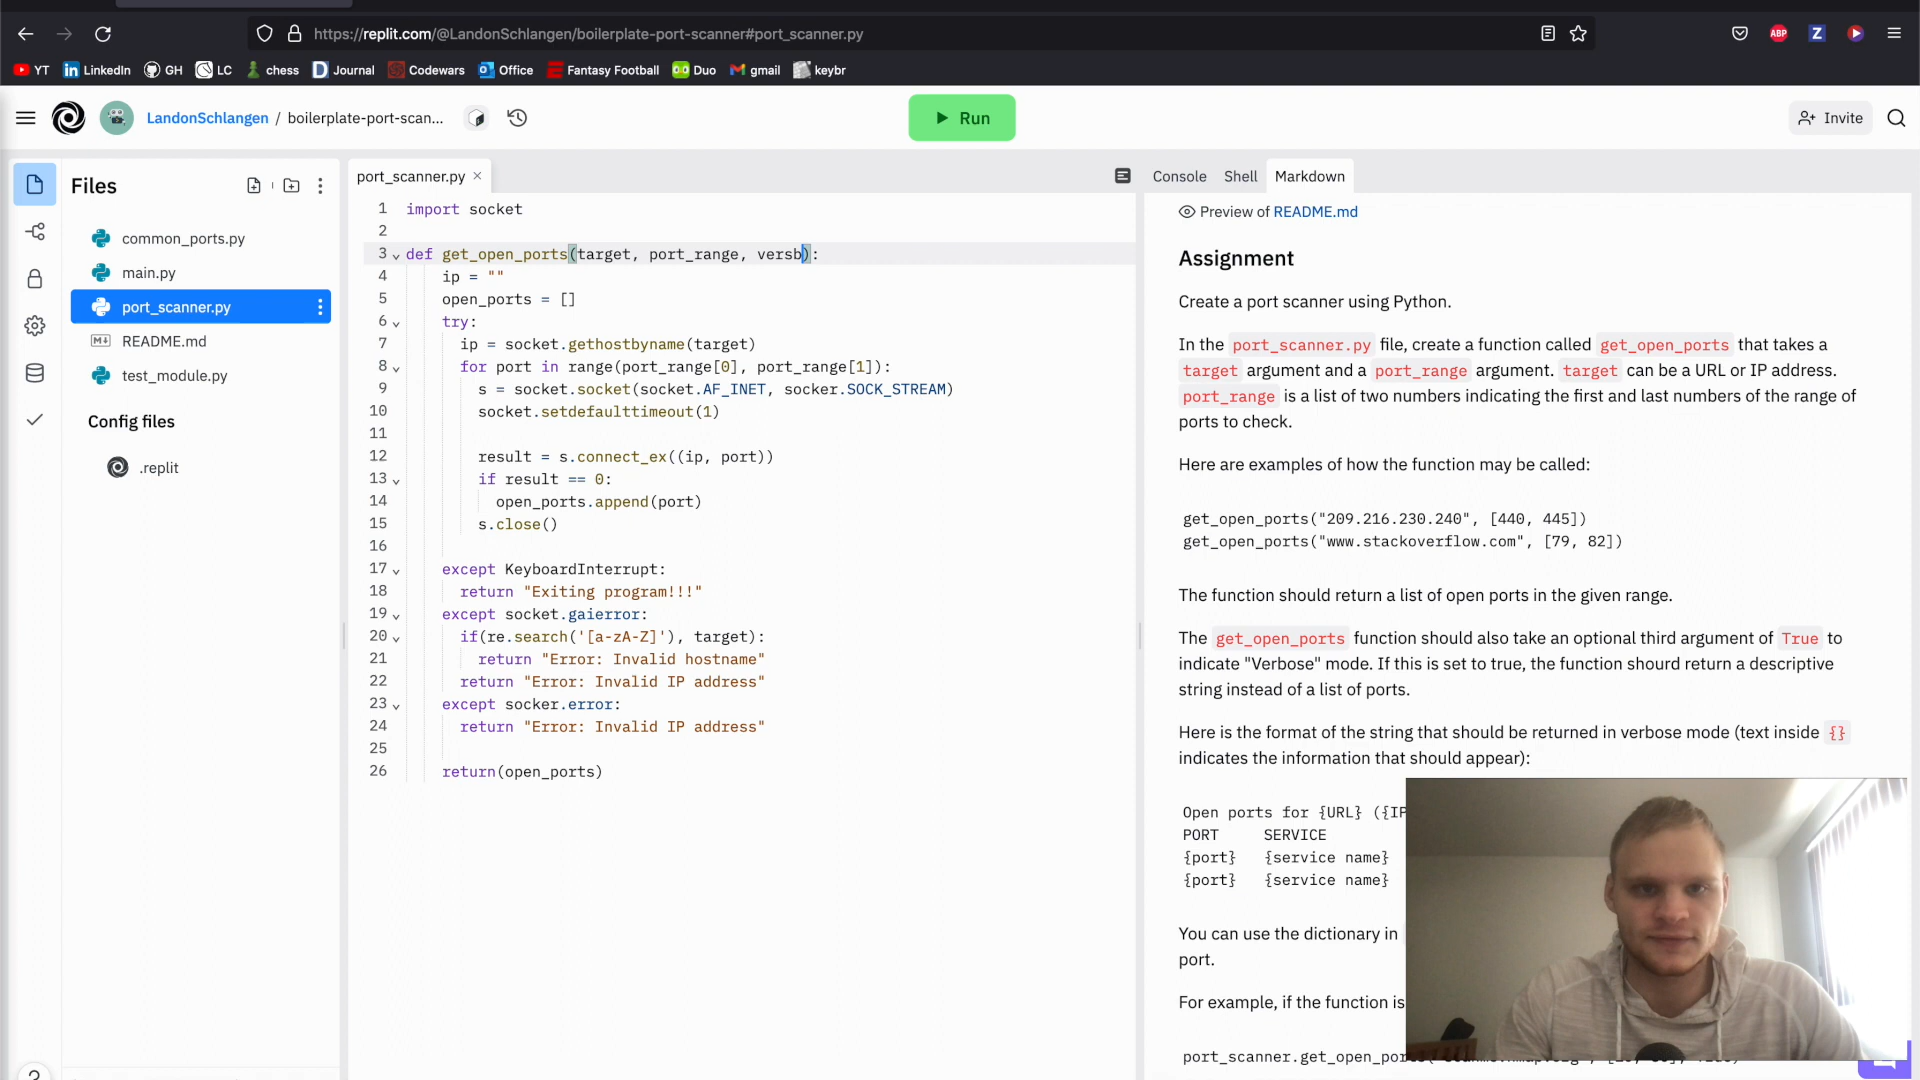 https://replit.com/@LandonSchlangen/boilerplate-port-scanner#port_scanner.py
ABP
Z
YT
LinkedIn
GH
LC
chess
Journal
Codewars
Office
Fantasy Football
Duo
gmail
keybr
LandonSchlangen / boilerplate-port-scan...
Run
Invite
Files
port_scanner.py
Console
Shell
Markdown
common_ports.py
main.py
port_scanner.py
README.md
test_module.py
Config files
.replit
1 import socket
2
3 def get_open_ports(target, port_range, versb):
4 ip = ""
5 open_ports = []
6 try:
7 ip = socket.gethostbyname(target)
8 for port in range(port_range[0], port_range[1]):
9 s = socket.socket(socket.AF_INET, socker.SOCK_STREAM)
10 socket.setdefaulttimeout(1)
11
12 result = s.connect_ex((ip, port))
13 if result == 0:
14 open_ports.append(port)
15 s.close()
16
17 except KeyboardInterrupt:
18 return "Exiting program!!!"
19 except socket.gaierror:
20 if(re.search('[a-zA-Z]'), target):
21 return "Error: Invalid hostname"
22 return "Error: Invalid IP address"
23 except socker.error:
24 return "Error: Invalid IP address"
25
26 return(open_ports)
Preview of README.md
Assignment
Create a port scanner using Python.
In the port_scanner.py file, create a function called get_open_ports that takes a
target argument and a port_range argument. target can be a URL or IP address.
port_range is a list of two numbers indicating the first and last numbers of the range of
ports to check.
Here are examples of how the function may be called:
get_open_ports("209.216.230.240", [440, 445])
get_open_ports("www.stackoverflow.com", [79, 82])
The function should return a list of open ports in the given range.
The get_open_ports function should also take an optional third argument of True to
indicate "Verbose" mode. If this is set to true, the function shourd return a descriptive
string instead of a list of ports.
Here is the format of the string that should be returned in verbose mode (text inside {}
indicates the information that should appear):
Open ports for {URL} ({IP
PORT SERVICE
{port} {service name}
{port} {service name}
You can use the dictionary in
port.
For example, if the function is
port_scanner.get_open_por